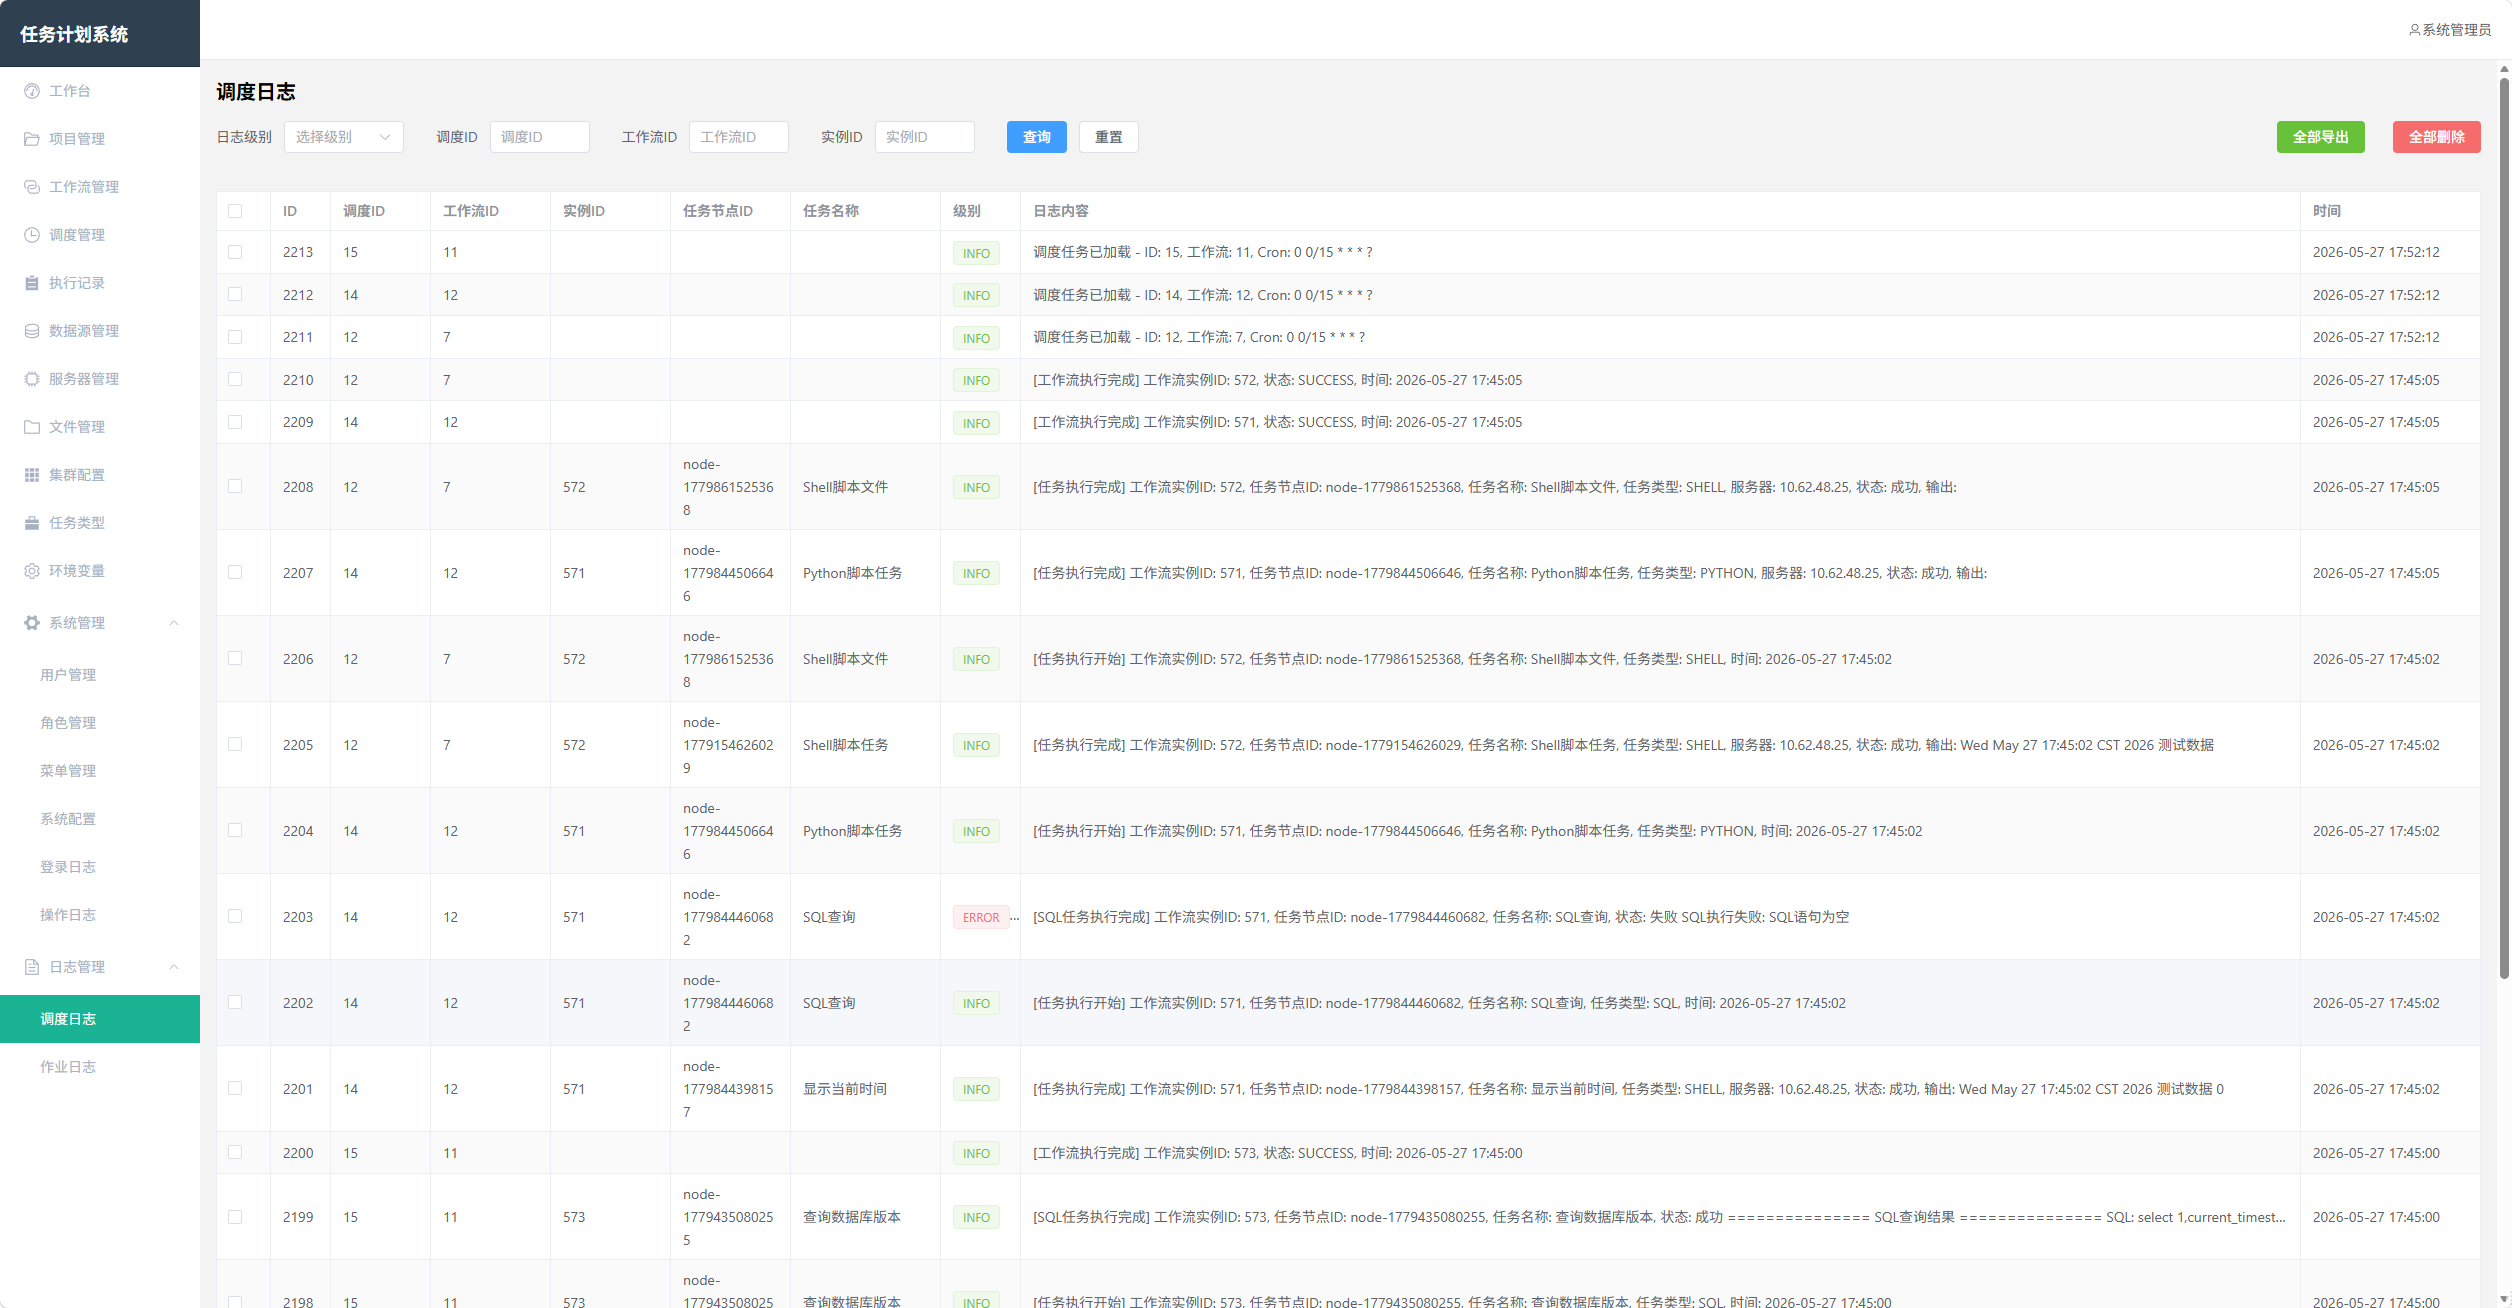 任务计划系统
系统管理员
工作台
项目管理
工作流管理
调度管理
执行记录
数据源管理
服务器管理
文件管理
集群配置
任务类型
环境变量
系统管理
用户管理
角色管理
菜单管理
系统配置
登录日志
操作日志
日志管理
调度日志
作业日志
调度日志
日志级别 选择级别 调度ID 调度ID 工作流ID 工作流ID 实例ID 实例ID 查询 重置 全部导出 全部删除
ID 调度ID 工作流ID 实例ID 任务节点ID 任务名称 级别 日志内容 时间
2213 15 11 INFO 调度任务已加载 - ID: 15, 工作流: 11, Cron: 0 0/15 * * * ? 2026-05-27 17:52:12
2212 14 12 INFO 调度任务已加载 - ID: 14, 工作流: 12, Cron: 0 0/15 * * * ? 2026-05-27 17:52:12
2211 12 7 INFO 调度任务已加载 - ID: 12, 工作流: 7, Cron: 0 0/15 * * * ? 2026-05-27 17:52:12
2210 12 7 INFO [工作流执行完成] 工作流实例ID: 572, 状态: SUCCESS, 时间: 2026-05-27 17:45:05 2026-05-27 17:45:05
2209 14 12 INFO [工作流执行完成] 工作流实例ID: 571, 状态: SUCCESS, 时间: 2026-05-27 17:45:05 2026-05-27 17:45:05
node-
2208 12 7 572 177986152536 Shell脚本文件 INFO [任务执行完成] 工作流实例ID: 572, 任务节点ID: node-1779861525368, 任务名称: Shell脚本文件, 任务类型: SHELL, 服务器: 10.62.48.25, 状态: 成功, 输出: 2026-05-27 17:45:05
8
node-
2207 14 12 571 177984450664 Python脚本任务 INFO [任务执行完成] 工作流实例ID: 571, 任务节点ID: node-1779844506646, 任务名称: Python脚本任务, 任务类型: PYTHON, 服务器: 10.62.48.25, 状态: 成功, 输出: 2026-05-27 17:45:05
6
node-
2206 12 7 572 177986152536 Shell脚本文件 INFO [任务执行开始] 工作流实例ID: 572, 任务节点ID: node-1779861525368, 任务名称: Shell脚本文件, 任务类型: SHELL, 时间: 2026-05-27 17:45:02 2026-05-27 17:45:02
8
node-
2205 12 7 572 177915462602 Shell脚本任务 INFO [任务执行完成] 工作流实例ID: 572, 任务节点ID: node-1779154626029, 任务名称: Shell脚本任务, 任务类型: SHELL, 服务器: 10.62.48.25, 状态: 成功, 输出: Wed May 27 17:45:02 CST 2026 测试数据 2026-05-27 17:45:02
9
node-
2204 14 12 571 177984450664 Python脚本任务 INFO [任务执行开始] 工作流实例ID: 571, 任务节点ID: node-1779844506646, 任务名称: Python脚本任务, 任务类型: PYTHON, 时间: 2026-05-27 17:45:02 2026-05-27 17:45:02
6
node-
2203 14 12 571 177984446068 SQL查询 ERROR ... [SQL任务执行完成] 工作流实例ID: 571, 任务节点ID: node-1779844460682, 任务名称: SQL查询, 状态: 失败 SQL执行失败: SQL语句为空 2026-05-27 17:45:02
2
node-
2202 14 12 571 177984446068 SQL查询 INFO [任务执行开始] 工作流实例ID: 571, 任务节点ID: node-1779844460682, 任务名称: SQL查询, 任务类型: SQL, 时间: 2026-05-27 17:45:02 2026-05-27 17:45:02
2
node-
2201 14 12 571 177984439815 显示当前时间 INFO [任务执行完成] 工作流实例ID: 571, 任务节点ID: node-1779844398157, 任务名称: 显示当前时间, 任务类型: SHELL, 服务器: 10.62.48.25, 状态: 成功, 输出: Wed May 27 17:45:02 CST 2026 测试数据 0 2026-05-27 17:45:02
7
2200 15 11 INFO [工作流执行完成] 工作流实例ID: 573, 状态: SUCCESS, 时间: 2026-05-27 17:45:00 2026-05-27 17:45:00
node-
2199 15 11 573 177943508025 查询数据库版本 INFO [SQL任务执行完成] 工作流实例ID: 573, 任务节点ID: node-1779435080255, 任务名称: 查询数据库版本, 状态: 成功 =============== SQL查询结果 =============== SQL: select 1,current_timest... 2026-05-27 17:45:00
5
node-
2198 15 11 573 177943508025 查询数据库版本 INFO [任务执行开始] 工作流实例ID: 573, 任务节点ID: node-1779435080255, 任务名称: 查询数据库版本, 任务类型: SQL, 时间: 2026-05-27 17:45:00 2026-05-27 17:45:00